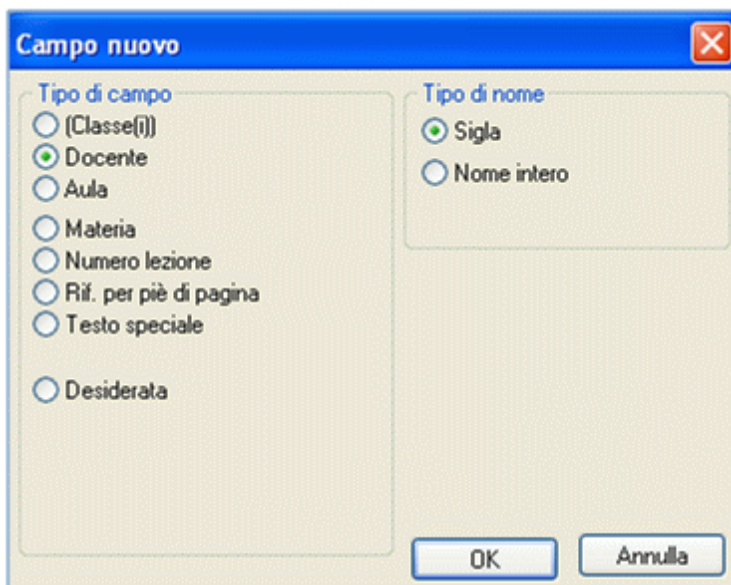 Campo nuovo
Tipo di campo
(Classe(i))
Docente
Aula
Materia
Numero lezione
Rif. per piè di pagina
Testo speciale
Desiderata
Tipo di nome
Sigla
Nome intero
OK
Annulla